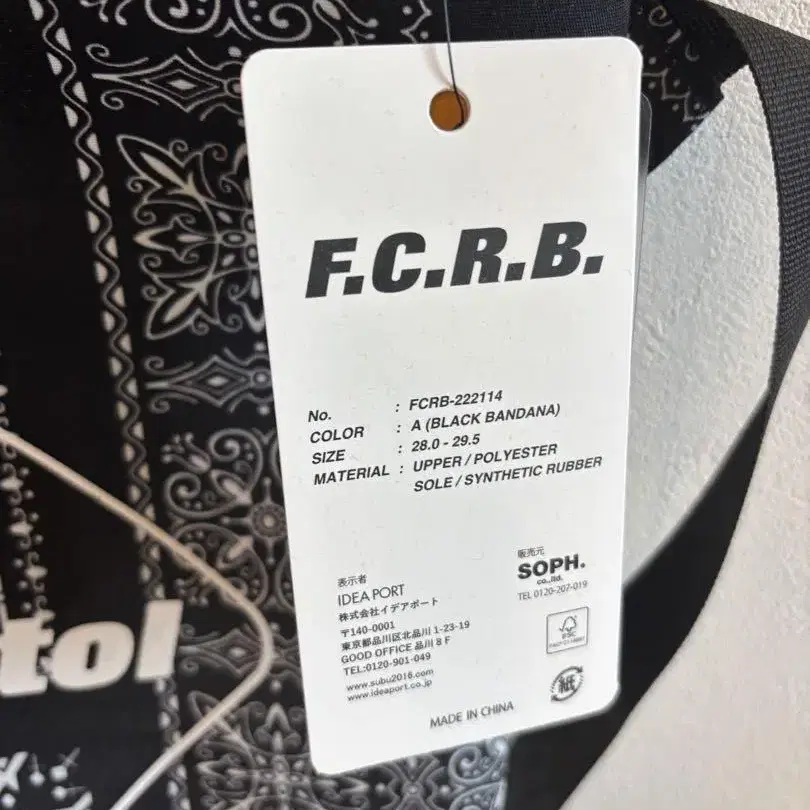 F.C.R.B.
No. : FCRB-222114
COLOR : A (BLACK BANDANA)
SIZE : 28.0 - 29.5
MATERIAL : UPPER / POLYESTER
SOLE / SYNTHETIC RUBBER
表示者
IDEA PORT
株式会社イデアポート
〒140-0001
東京都品川区北品川 1-23-19
GOOD OFFICE 品川 8 F
TEL:0120-901-049
www.subu2016.com
www.ideaport.co.jp
販売元
SOPH.
co.,ltd.
TEL 0120-207-019
FSC
紙
MADE IN CHINA
tol